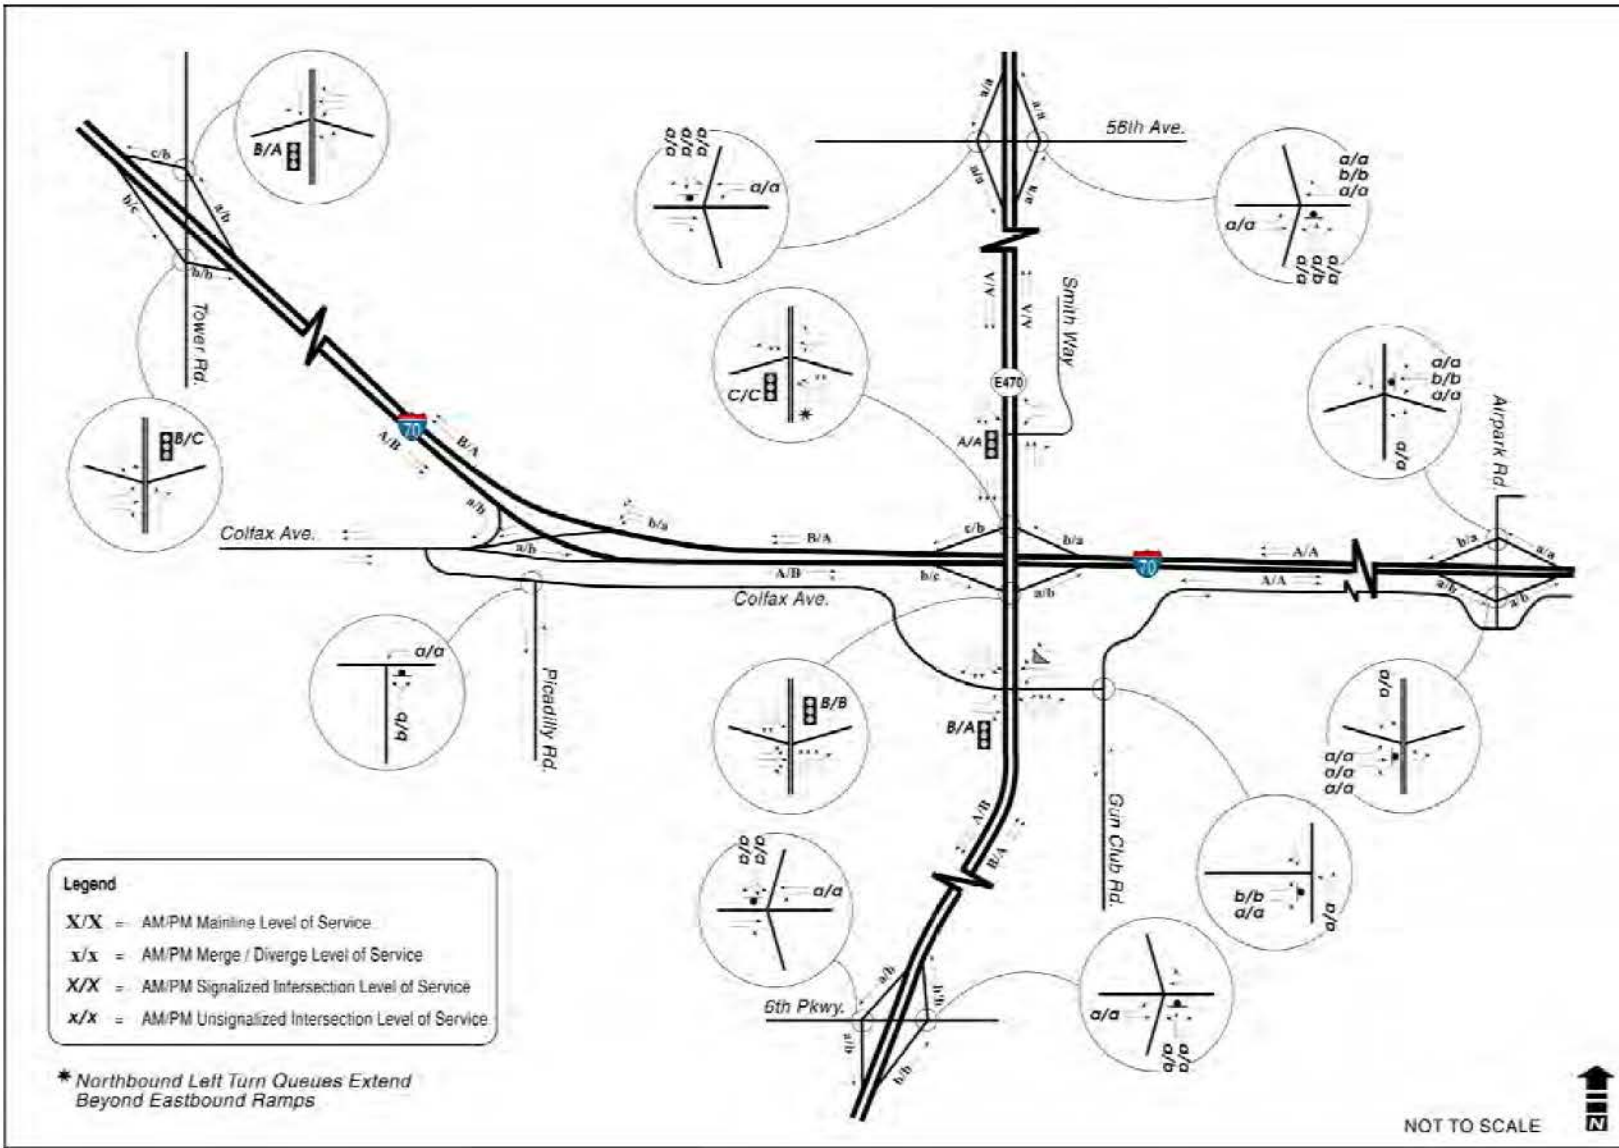 58th Ave.
a/a
a/a
a/a
a/a
a/a
a/a
a/a
b/b
a/a
a/a
a/a
a/b
a/a
a/a
a/a
B/A
c/b
b/c
a/b
b/b
Tower Rd.
B/C
Smith Way
E470
C/C
*
A/A
70
A/B
B/A
a/b
b/a
Colfax Ave.
a/b
B/A
A/B
c/b
b/a
b/c
a/b
Colfax Ave.
70
A/A
A/A
a/a
b/b
a/a
a/a
Airpark Rd.
b/a
a/a
a/b
a/b
a/a
a/a
a/a
a/a
a/a
a/a
Picadilly Rd.
B/B
B/A
Gun Club Rd.
b/b
a/a
a/a
A/B
B/A
a/a
a/a
a/a
a/b
b/b
6th Pkwy.
a/b
b/b
a/a
a/a
a/b
Legend
X/X = AM/PM Mainline Level of Service
x/x = AM/PM Merge / Diverge Level of Service
X/X = AM/PM Signalized Intersection Level of Service
x/x = AM/PM Unsignalized Intersection Level of Service
* Northbound Left Turn Queues Extend
Beyond Eastbound Ramps
NOT TO SCALE
N